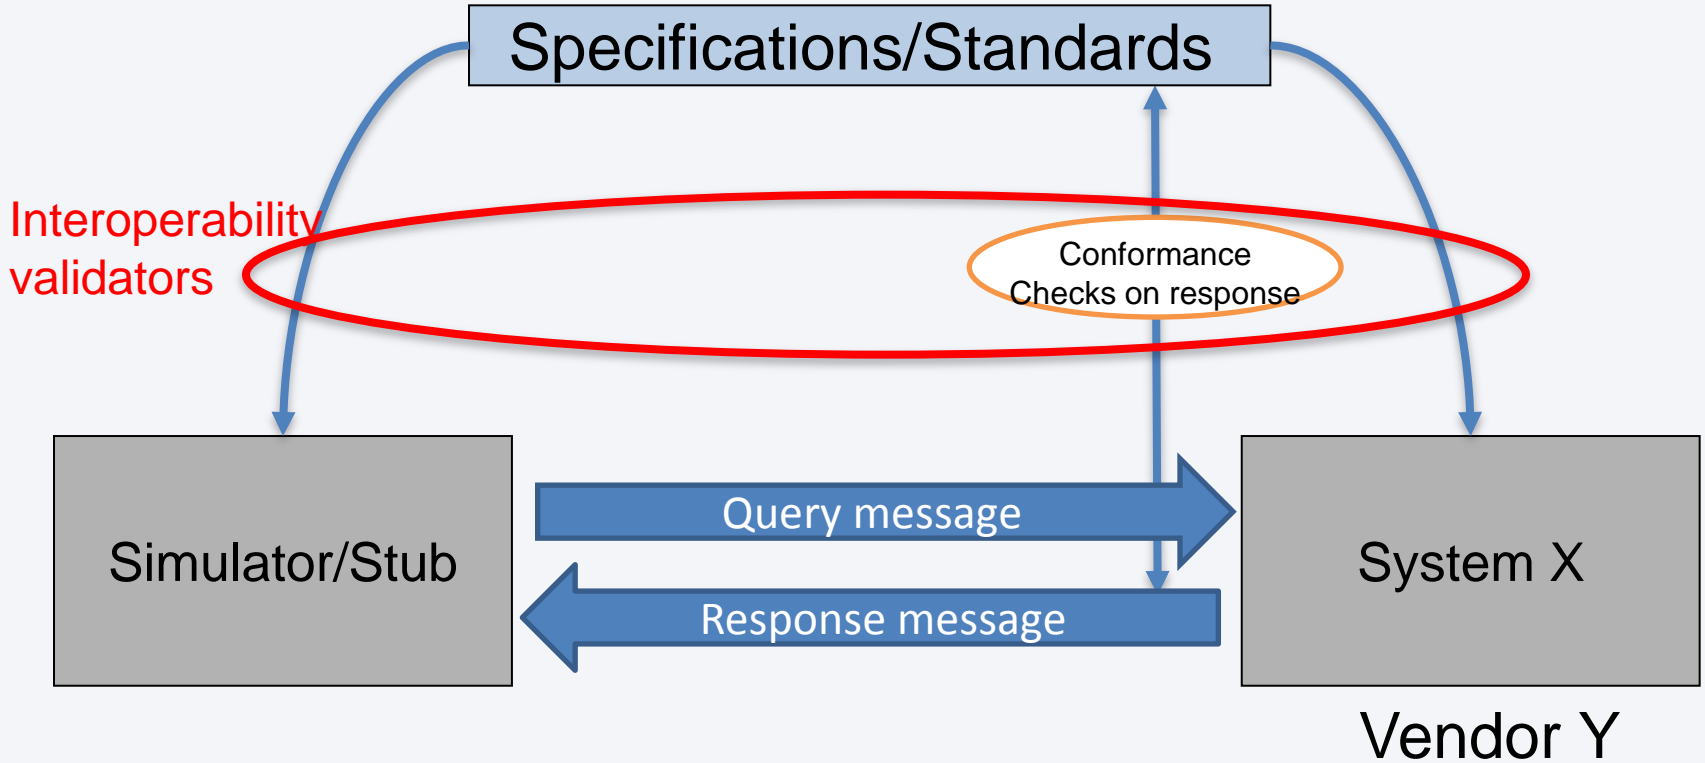 Specifications/Standards
Interoperability
validators
Conformance
Checks on response
Query message
Simulator/Stub
System X
Response message
Vendor Y